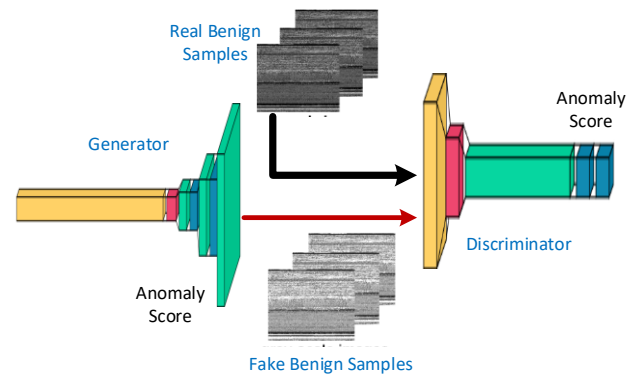 Real Benign
Samples
Generator
Anomaly
Score
Anomaly
Score
Discriminator
Fake Benign Samples